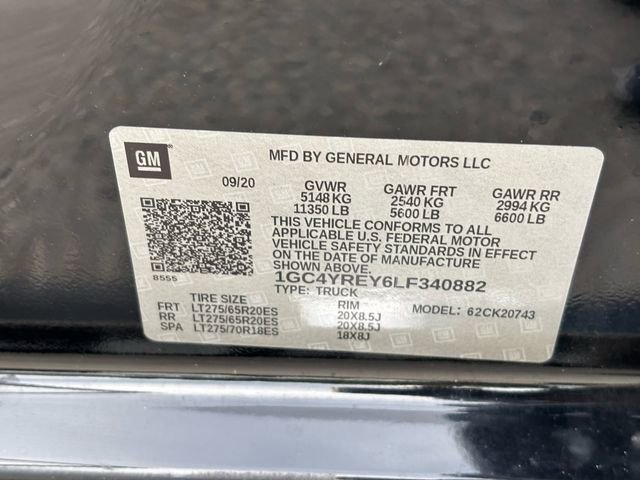 GM
MFD BY GENERAL MOTORS LLC
09/20
GVWR GAWR FRT GAWR RR
5148 KG 2540 KG 2994 KG
11350 LB 5600 LB 6600 LB
THIS VEHICLE CONFORMS TO ALL
APPLICABLE U.S. FEDERAL MOTOR
VEHICLE SAFETY STANDARDS IN EFFECT
ON THE DATE OF MANUFACTURE
SHOWN ABOVE.
1GC4YREY6LF340882
8555
TYPE: TRUCK
TIRE SIZE RIM MODEL: 62CK20743
FRT LT275/65R20ES 20X8.5J
RR LT275/65R20ES 20X8.5J
SPA LT275/70R18ES 18X8J